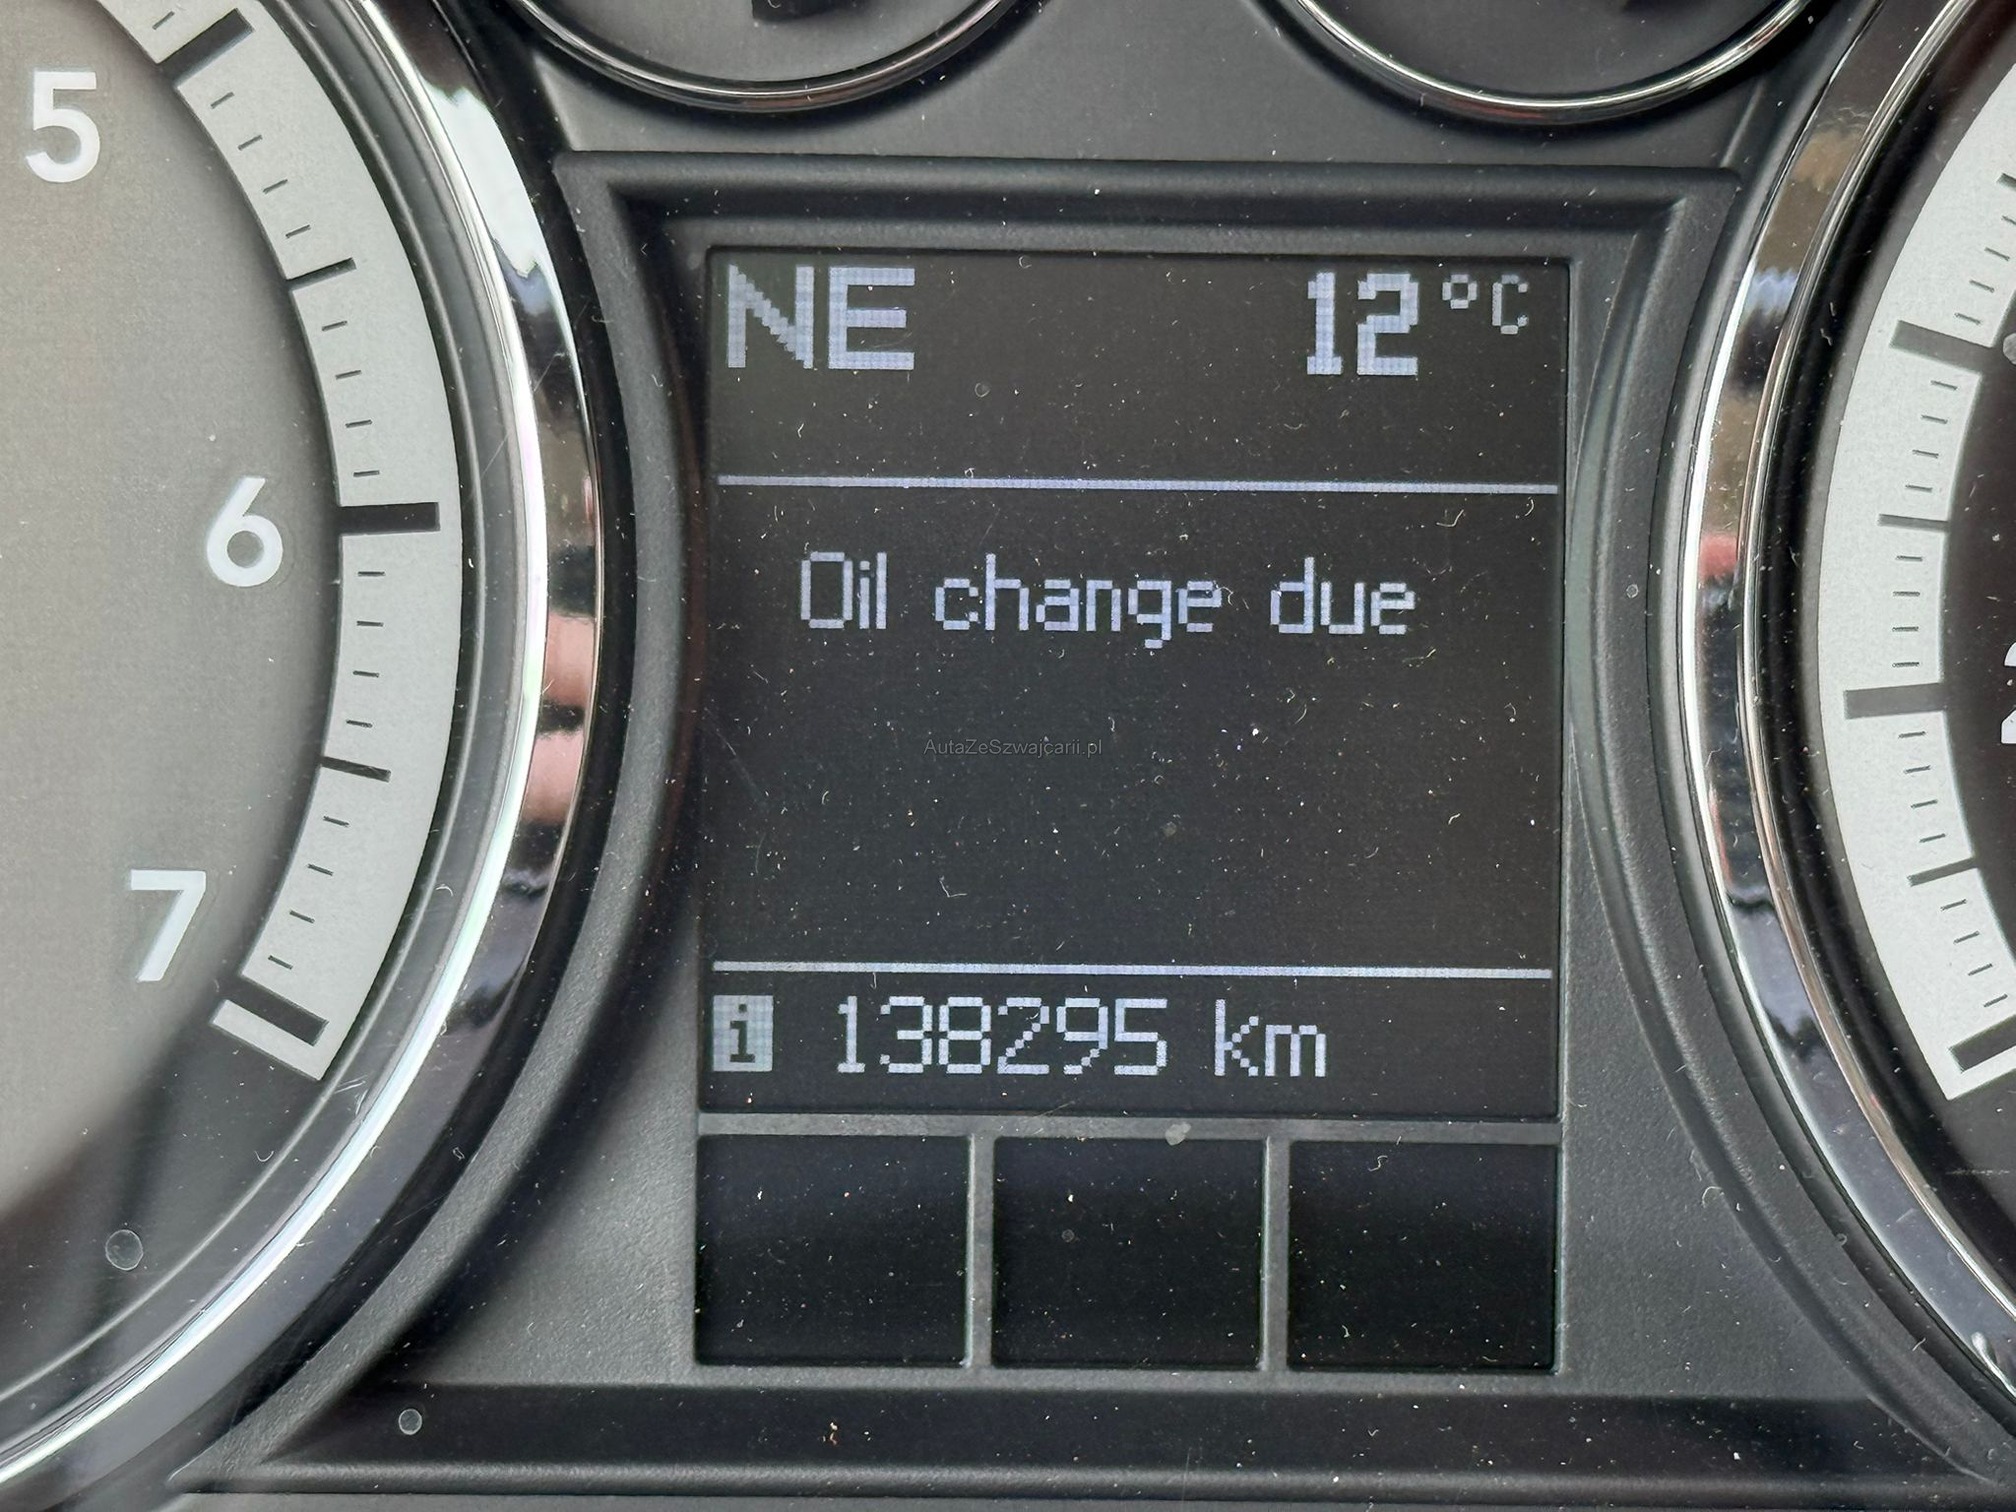 5
6
7
NE 12°C
Oil change due
AutaZeSzwajcarii.pl
i 138295 km